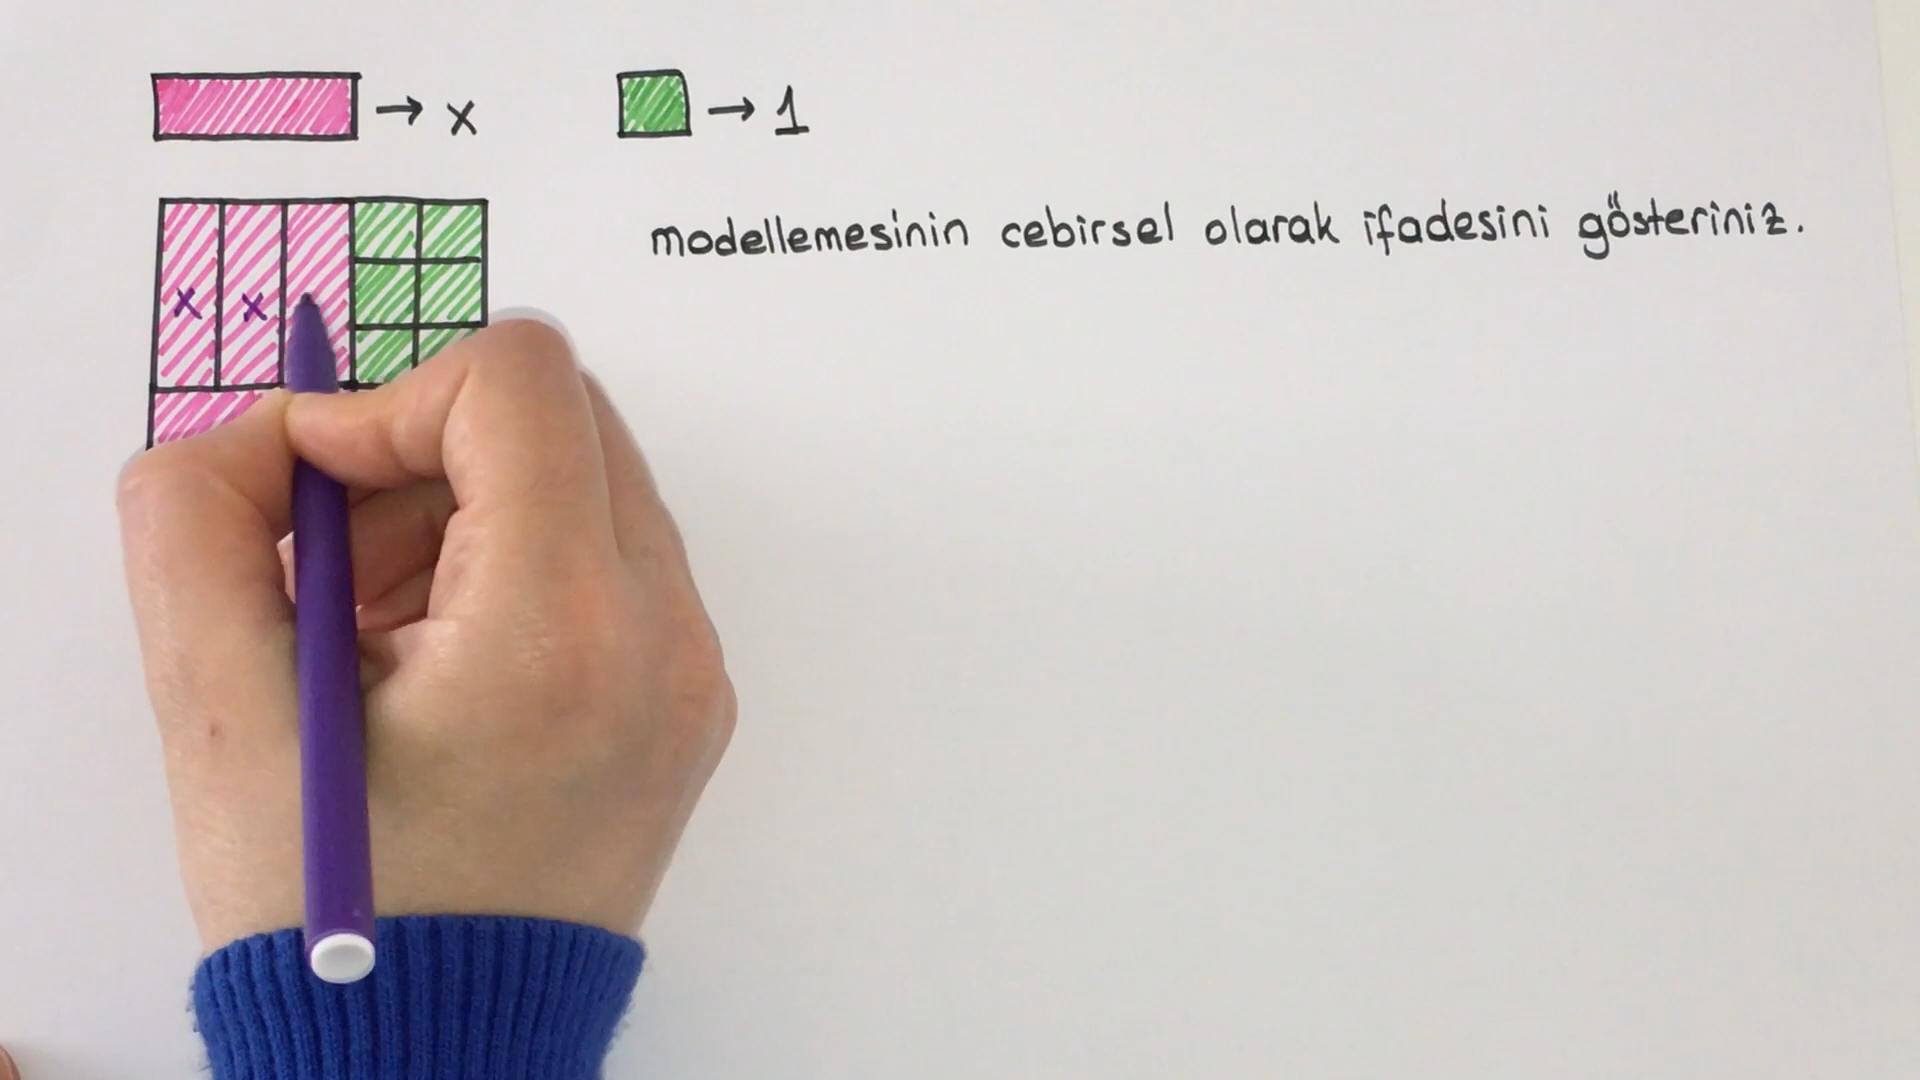 → x → 1
modellemesinin cebirsel olarak ifadesini gösteriniz.
x x